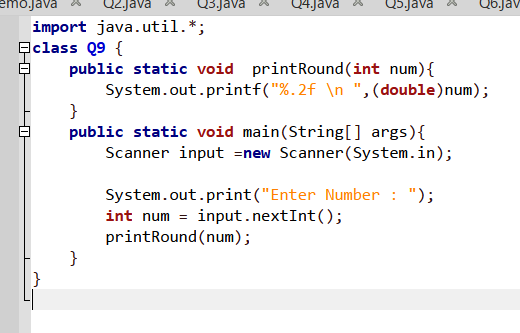 emo.java Q2.java Q3.java Q4.java Q5.java Q6.jav
import java.util.*;
class Q9 {
public static void  printRound(int num){
System.out.printf("%.2f \n ",(double)num);
}
public static void main(String[] args){
Scanner input =new Scanner(System.in);
System.out.print("Enter Number : ");
int num = input.nextInt();
printRound(num);
}
}